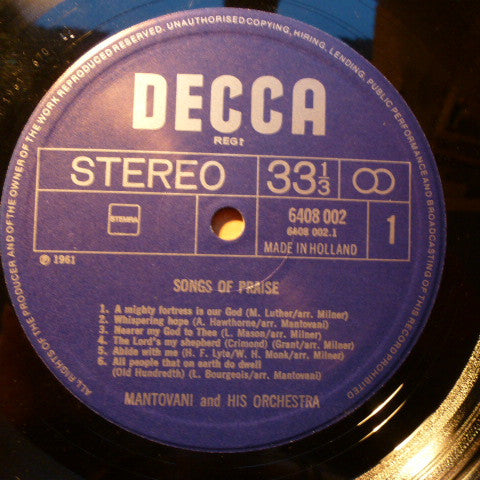 ALL RIGHTS OF THE PRODUCER AND OF THE OWNER OF THE WORK REPRODUCED RESERVED. UNAUTHORISED COPYING, HIRING, LENDING, PUBLIC PERFORMANCE AND BROADCASTING OF THIS RECORD PROHIBITED
DECCA
REGT
STEREO
33⅓
STEMRA
6408 002
6408 002.1
MADE IN HOLLAND
1
℗ 1961
SONGS OF PRAISE
1. A mighty fortress is our God (M. Luther/arr. Milner)
2. Whispering hope (A. Hawthorne/arr. Mantovani)
3. Nearer my God to Thee (L. Mason/arr. Milner)
4. The Lord's my shepherd (Crimond) (Grant/arr. Milner)
5. Abide with me (H. F. Lyte/W. H. Monk/arr. Milner)
6. All people that on earth do dwell
(Old Hundredth) (L. Bourgeois/arr. Mantovani)
MANTOVANI and HIS ORCHESTRA